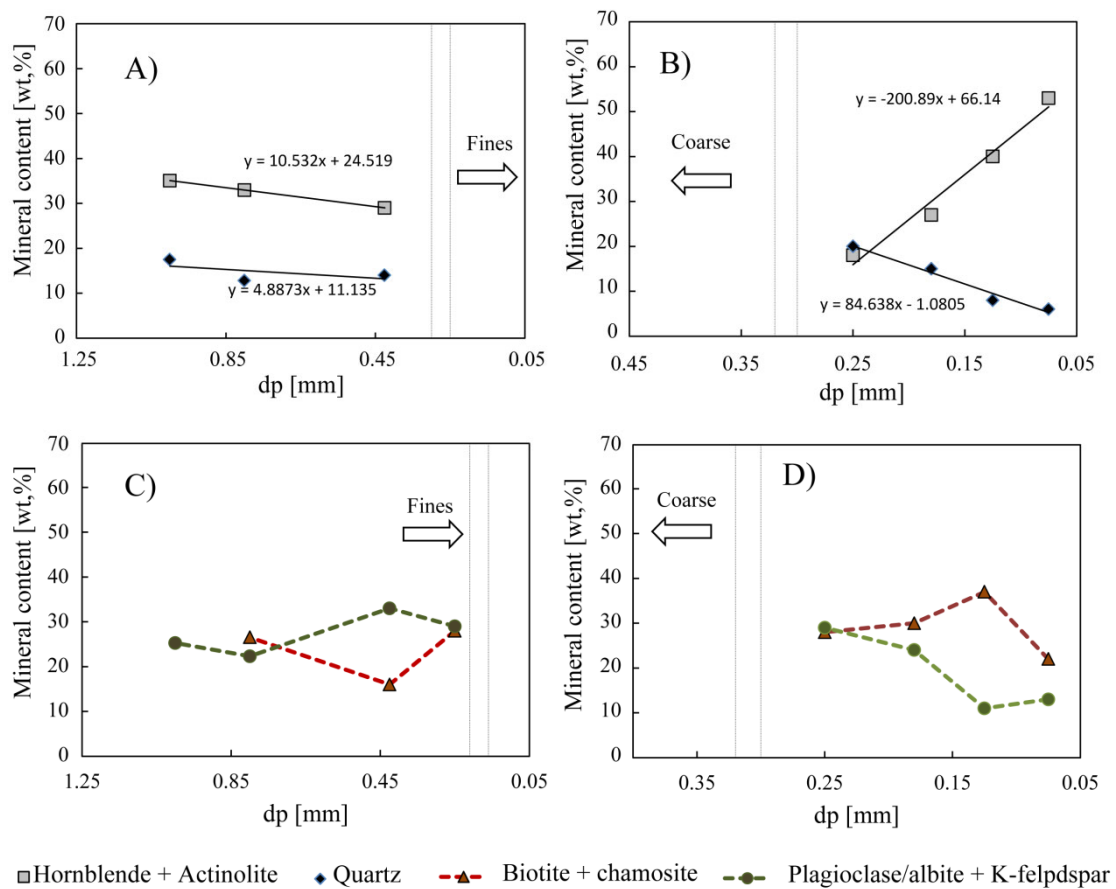 A)
Mineral content [wt,%]
70
60
50
40
30
20
10
0
y = 10.532x + 24.519
y = 4.8873x + 11.135
Fines
1.25
0.85
0.45
0.05
dp [mm]
B)
Mineral content [wt,%]
70
60
50
40
30
20
10
0
y = -200.89x + 66.14
Coarse
y = 84.638x - 1.0805
0.45
0.35
0.25
0.15
0.05
dp [mm]
C)
Mineral content [wt,%]
70
60
50
40
30
20
10
0
Fines
1.25
0.85
0.45
0.05
dp [mm]
D)
Mineral content [wt,%]
70
60
50
40
30
20
10
0
Coarse
0.35
0.25
0.15
0.05
dp [mm]
Hornblende + Actinolite
Quartz
Biotite + chamosite
Plagioclase/albite + K-felpdspar